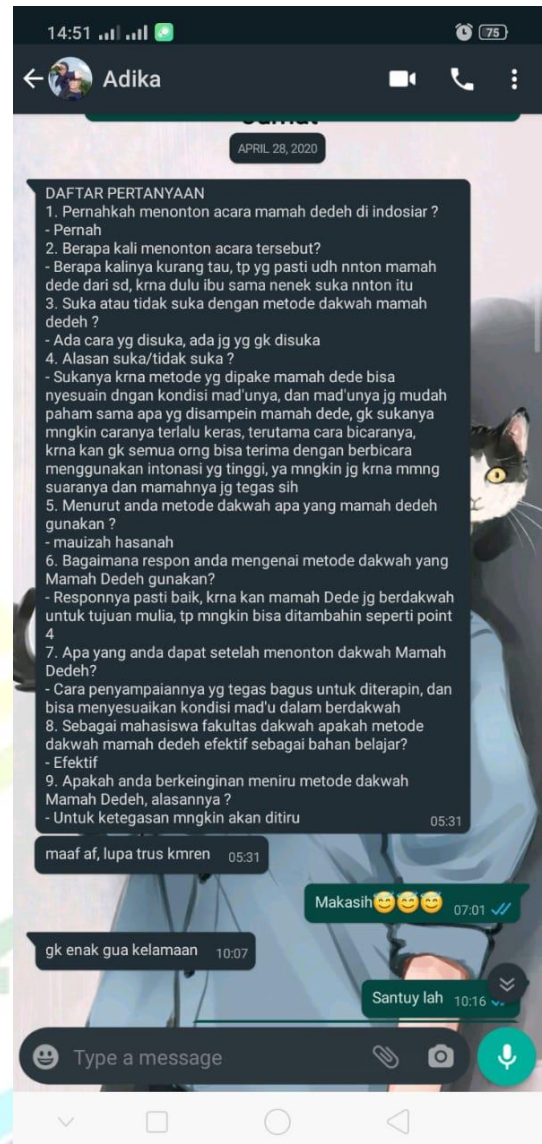 14:51
75
Adika
APRIL 28, 2020
DAFTAR PERTANYAAN
1. Pernahkah menonton acara mamah dedeh di indosiar ?
- Pernah
2. Berapa kali menonton acara tersebut?
- Berapa kalinya kurang tau, tp yg pasti udh nnton mamah
dede dari sd, krna dulu ibu sama nenek suka nnton itu
3. Suka atau tidak suka dengan metode dakwah mamah
dedeh ?
- Ada cara yg disuka, ada jg yg gk disuka
4. Alasan suka/tidak suka ?
- Sukanya krna metode yg dipake mamah dede bisa
nyesuain dngan kondisi mad'unya, dan mad'unya jg mudah
paham sama apa yg disampein mamah dede, gk sukanya
mngkin caranya terlalu keras, terutama cara bicaranya,
krna kan gk semua orng bisa terima dengan berbicara
menggunakan intonasi yg tinggi, ya mngkin jg krna mmng
suaranya dan mamahnya jg tegas sih
5. Menurut anda metode dakwah apa yang mamah dedeh
gunakan ?
- mauizah hasanah
6. Bagaimana respon anda mengenai metode dakwah yang
Mamah Dedeh gunakan?
- Responnya pasti baik, krna kan mamah Dede jg berdakwah
untuk tujuan mulia, tp mngkin bisa ditambahin seperti point
4
7. Apa yang anda dapat setelah menonton dakwah Mamah
Dedeh?
- Cara penyampaiannya yg tegas bagus untuk diterapin, dan
bisa menyesuaikan kondisi mad'u dalam berdakwah
8. Sebagai mahasiswa fakultas dakwah apakah metode
dakwah mamah dedeh efektif sebagai bahan belajar?
- Efektif
9. Apakah anda berkeinginan meniru metode dakwah
Mamah Dedeh, alasannya ?
- Untuk ketegasan mngkin akan ditiru
05:31
maaf af, lupa trus kmren 05:31
Makasih😇😇😇 07:01
gk enak gua kelamaan 10:07
Santuy lah 10:16
Type a message